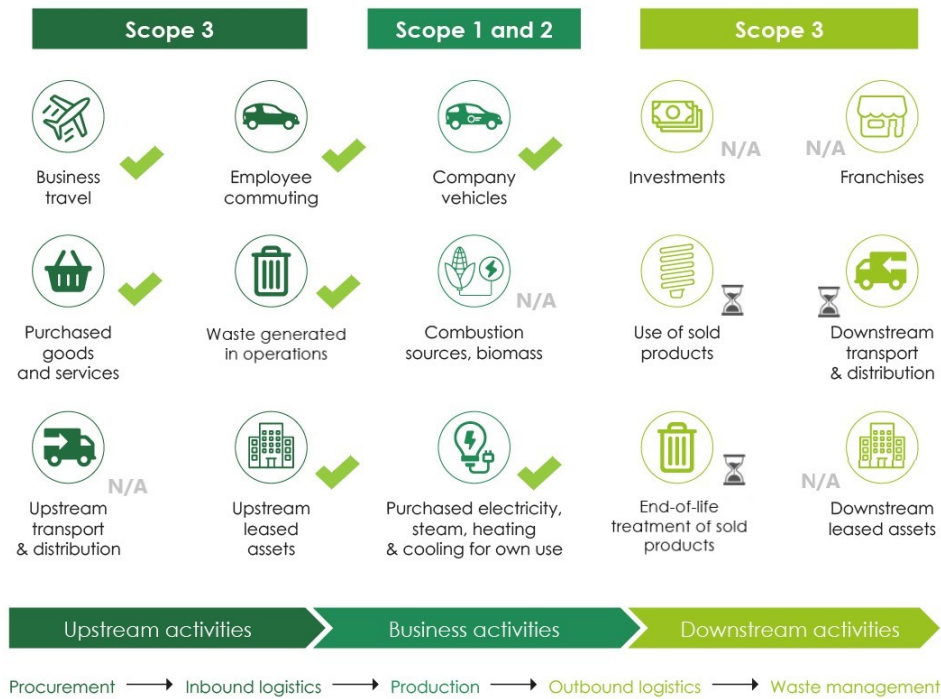 Scope 3
Scope 1 and 2
Scope 3
Business
travel
Employee
commuting
Company
vehicles
N/A
Investments
N/A
Franchises
Purchased
goods
and services
Waste generated
in operations
N/A
Combustion
sources, biomass
Use of sold
products
Downstream
transport
& distribution
N/A
Upstream
transport
& distribution
Upstream
leased
assets
Purchased electricity,
steam, heating
& cooling for own use
End-of-life
treatment of sold
products
N/A
Downstream
leased assets
Upstream activities
Business activities
Downstream activities
Procurement
Inbound logistics
Production
Outbound logistics
Waste management